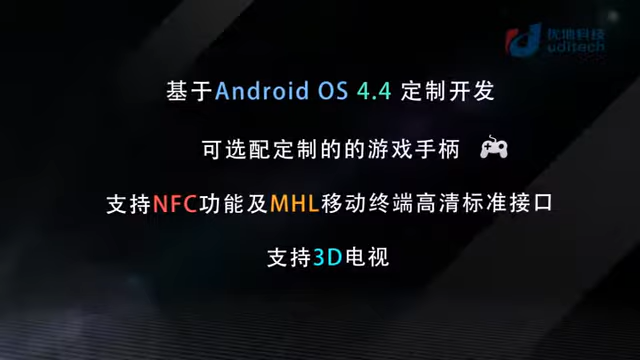 优地科技
uditech
基于Android OS 4.4 定制开发
可选配定制的的游戏手柄
支持NFC功能及MHL移动终端高清标准接口
支持3D电视